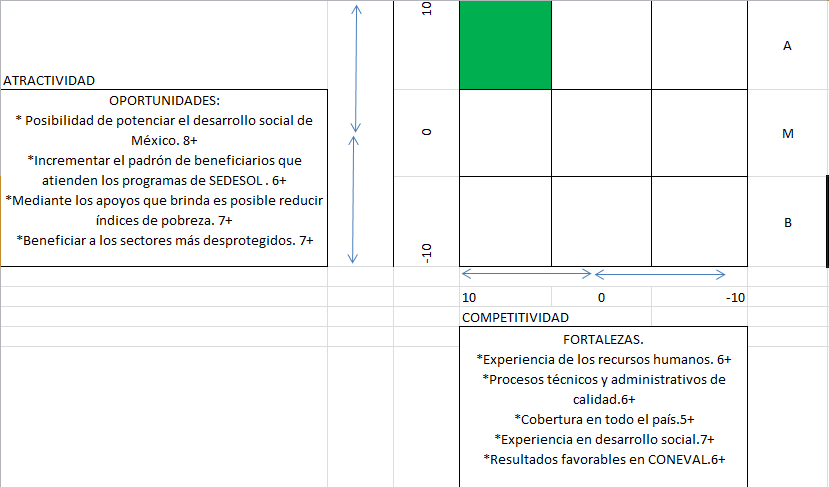 10
A
ATRACTIVIDAD
OPORTUNIDADES:
* Posibilidad de potenciar el desarrollo social de
México. 8+
*Incrementar el padrón de beneficiarios que
atienden los programas de SEDESOL . 6+
*Mediante los apoyos que brinda es posible reducir
índices de pobreza. 7+
*Beneficiar a los sectores más desprotegidos. 7+
0
M
-10
B
10 0 -10
COMPETITIVIDAD
FORTALEZAS.
*Experiencia de los recursos humanos. 6+
*Procesos técnicos y administrativos de
calidad.6+
*Cobertura en todo el país.5+
*Experiencia en desarrollo social.7+
*Resultados favorables en CONEVAL.6+